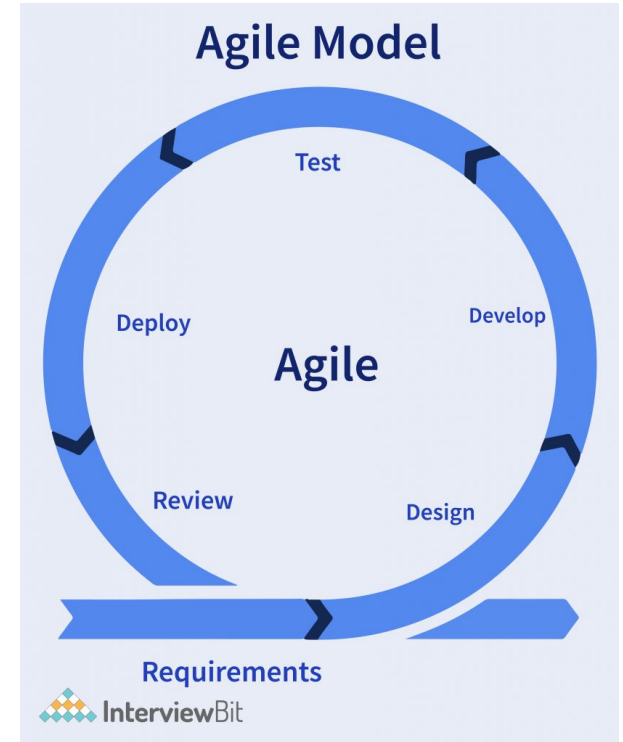 Agile Model
Test
Deploy
Develop
Agile
Review
Design
Requirements
InterviewBit